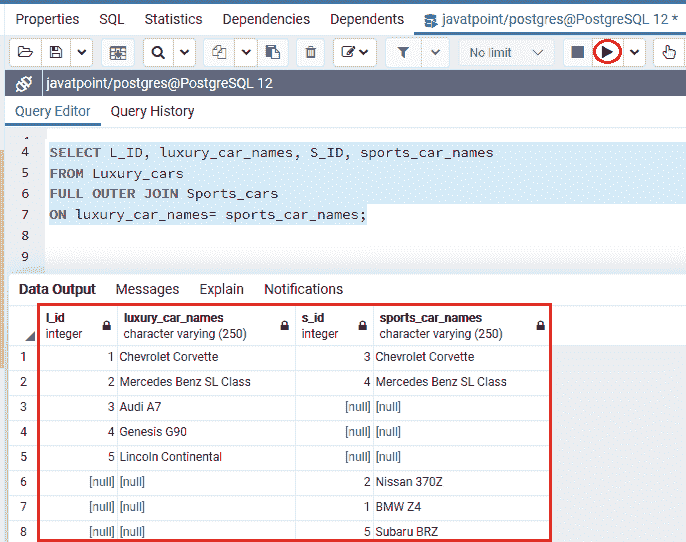 Properties SQL Statistics Dependencies Dependents javatpoint/postgres@PostgreSQL 12 *
No limit
javatpoint/postgres@PostgreSQL 12
Query Editor Query History
4 SELECT L_ID, luxury_car_names, S_ID, sports_car_names
5 FROM Luxury_cars
6 FULL OUTER JOIN Sports_cars
7 ON luxury_car_names= sports_car_names;
8
9
Data Output Messages Explain Notifications
l_id luxury_car_names s_id sports_car_names
integer character varying (250) integer character varying (250)
1 1 Chevrolet Corvette 3 Chevrolet Corvette
2 2 Mercedes Benz SL Class 4 Mercedes Benz SL Class
3 3 Audi A7 [null] [null]
4 4 Genesis G90 [null] [null]
5 5 Lincoln Continental [null] [null]
6 [null] [null] 2 Nissan 370Z
7 [null] [null] 1 BMW Z4
8 [null] [null] 5 Subaru BRZ